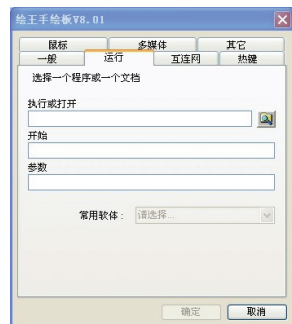 绘王手绘板V8.01
鼠标 多媒体 其它
一般 运行 互连网 热键
选择一个程序或一个文档
执行或打开
开始
参数
常用软体： 请选择...
确定 取消